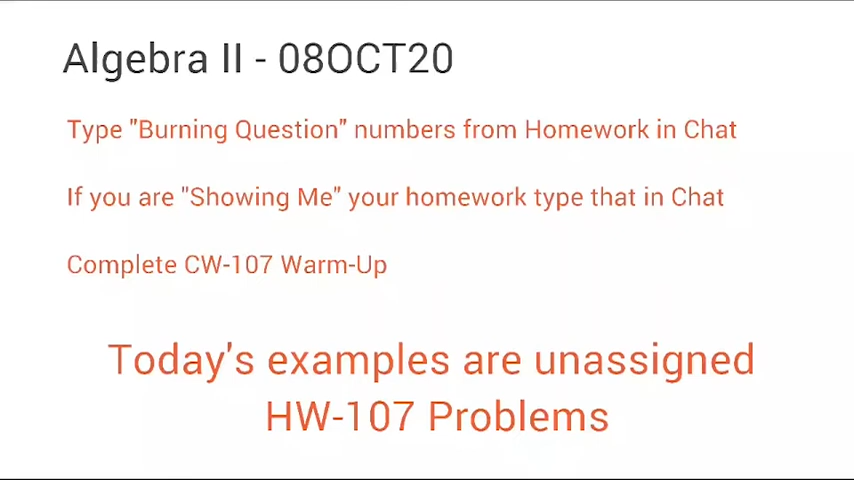 Algebra II - 08OCT20
Type "Burning Question" numbers from Homework in Chat
If you are "Showing Me" your homework type that in Chat
Complete CW-107 Warm-Up
Today's examples are unassigned
HW-107 Problems